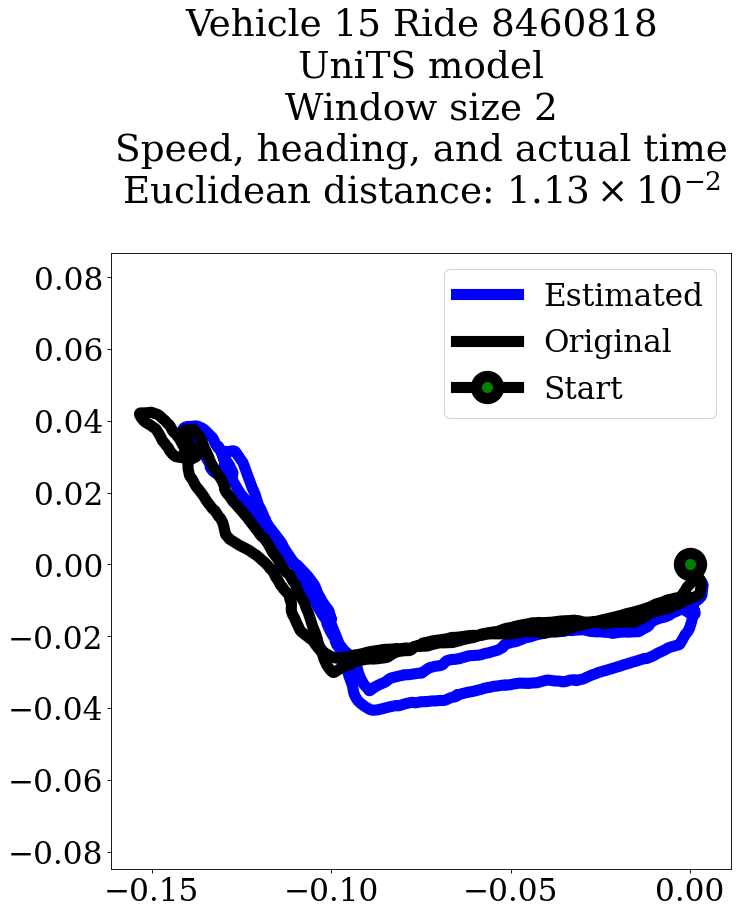 Vehicle 15 Ride 8460818
UniTS model
Window size 2
Speed, heading, and actual time
Euclidean distance: 1.13 × 10⁻²
Estimated
Original
Start
0.08
0.06
0.04
0.02
0.00
−0.02
−0.04
−0.06
−0.08
−0.15 −0.10 −0.05 0.00